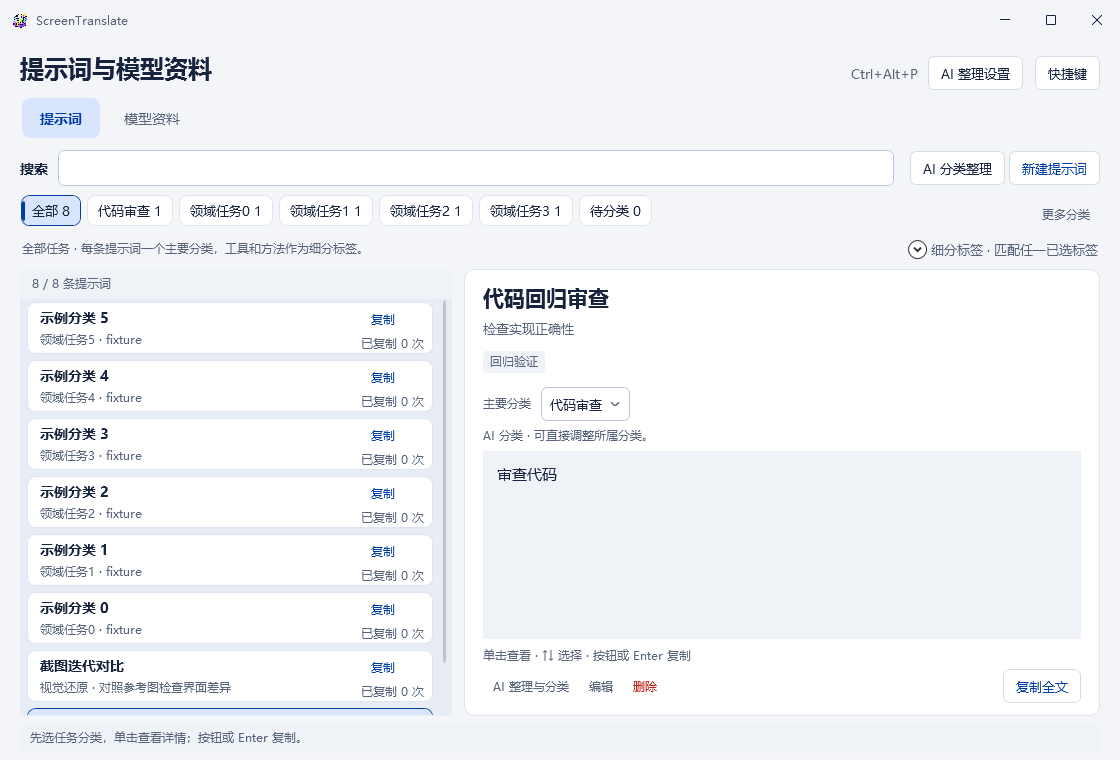 ScreenTranslate
提示词与模型资料
Ctrl+Alt+P
AI 整理设置
快捷键
提示词
模型资料
搜索
AI 分类整理
新建提示词
全部 8
代码审查 1
领域任务0 1
领域任务1 1
领域任务2 1
领域任务3 1
待分类 0
更多分类
全部任务 · 每条提示词一个主要分类，工具和方法作为细分标签。
细分标签 · 匹配任一已选标签
8 / 8 条提示词
示例分类 5
复制
领域任务5 · fixture
已复制 0 次
示例分类 4
复制
领域任务4 · fixture
已复制 0 次
示例分类 3
复制
领域任务3 · fixture
已复制 0 次
示例分类 2
复制
领域任务2 · fixture
已复制 0 次
示例分类 1
复制
领域任务1 · fixture
已复制 0 次
示例分类 0
复制
领域任务0 · fixture
已复制 0 次
截图迭代对比
复制
视觉还原 · 对照参考图检查界面差异
已复制 0 次
代码回归审查
检查实现正确性
回归验证
主要分类
代码审查
AI 分类 · 可直接调整所属分类。
审查代码
单击查看 · ↑↓ 选择 · 按钮或 Enter 复制
AI 整理与分类
编辑
删除
复制全文
先选任务分类，单击查看详情；按钮或 Enter 复制。